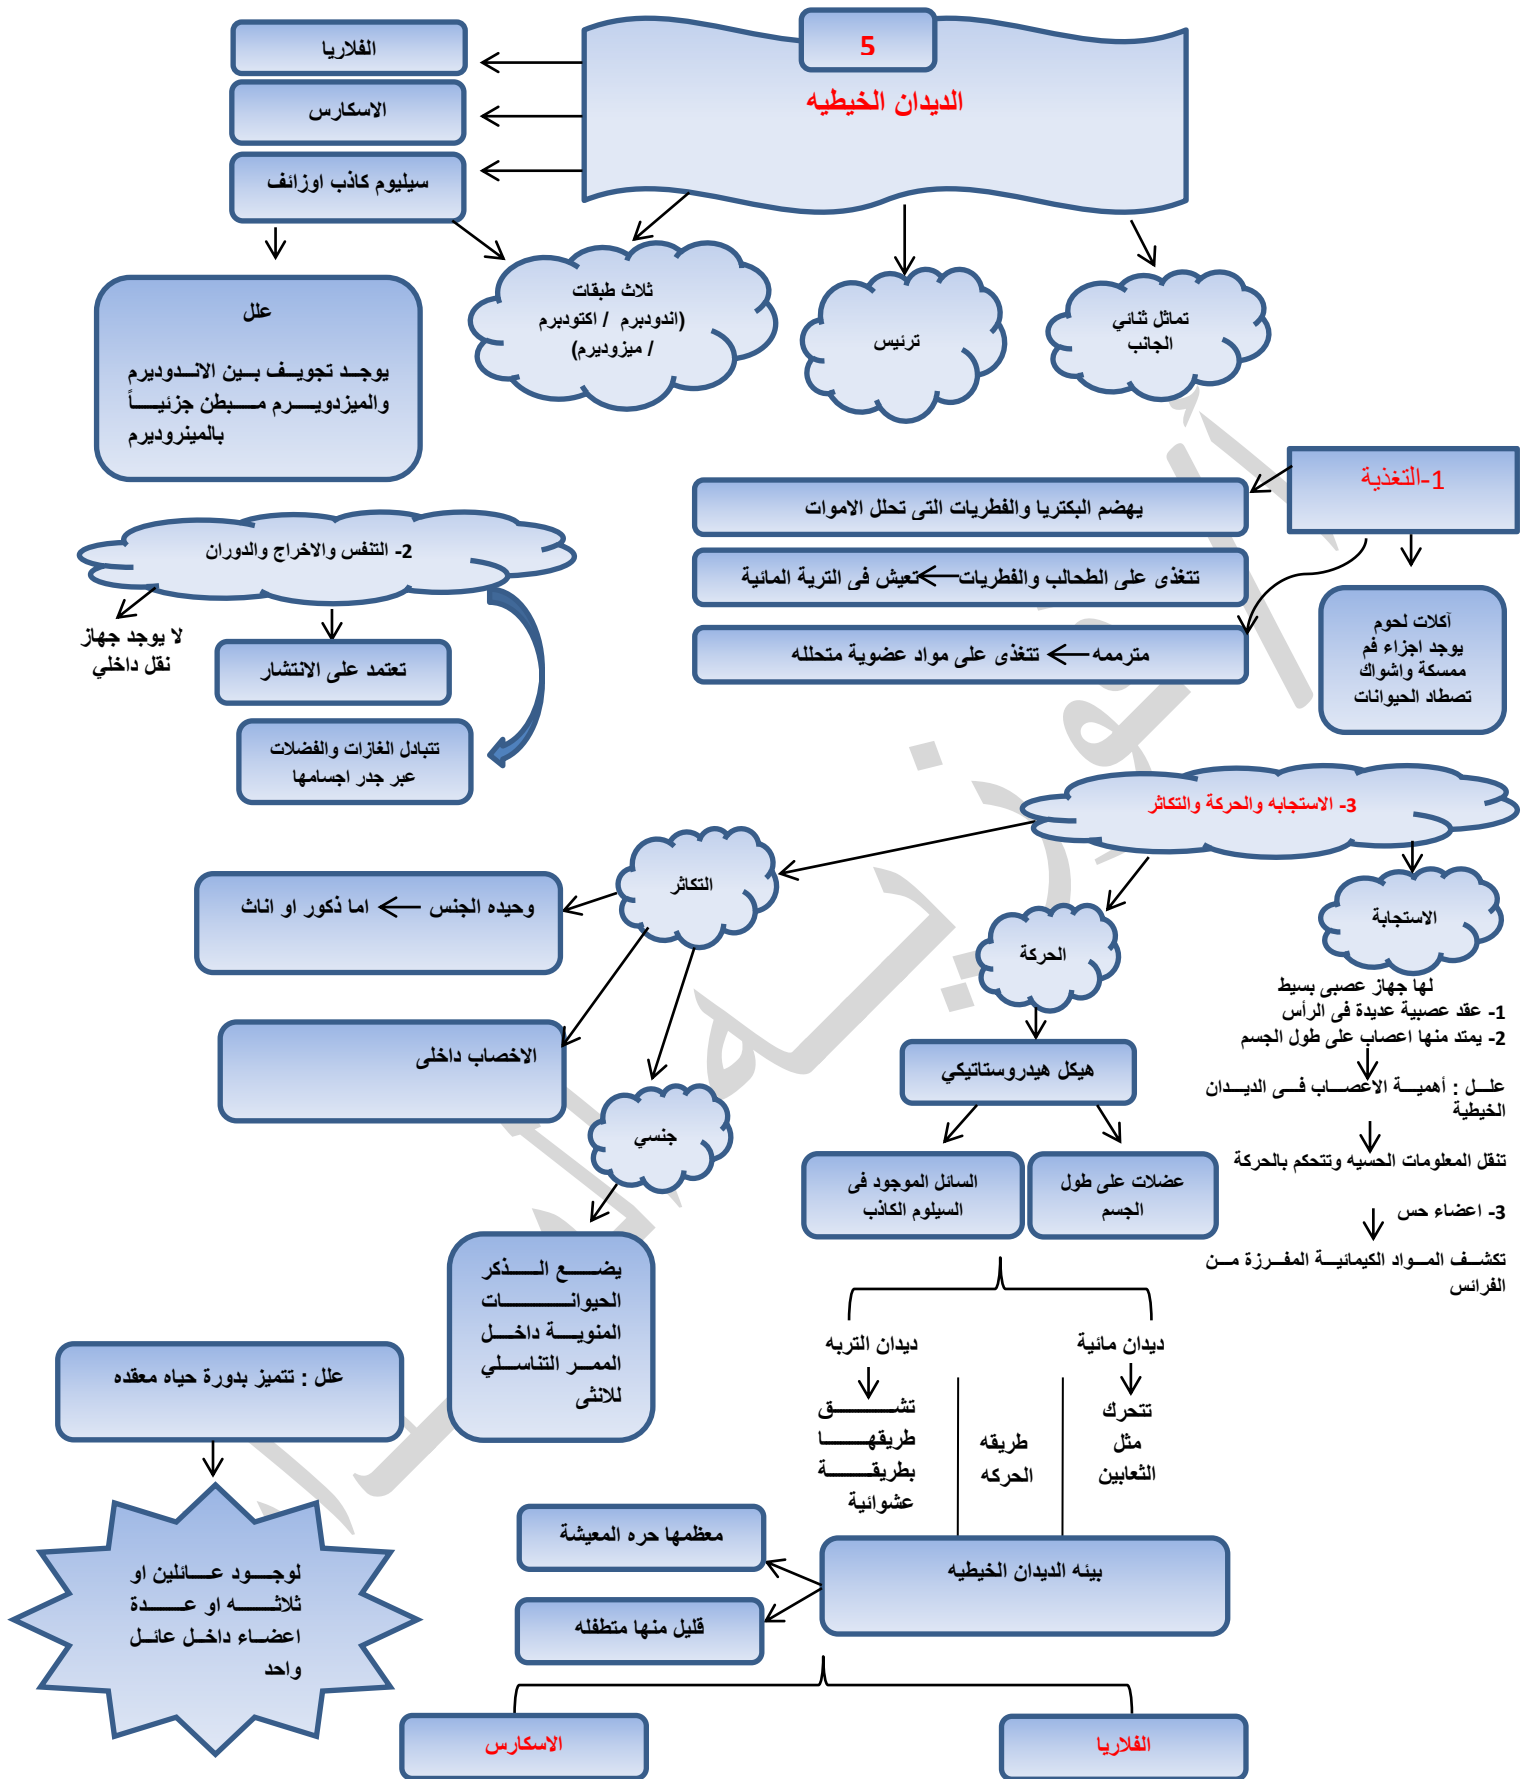 5
الديدان الخيطيه
الفلاريا
الاسكارس
سيليوم كاذب اوزائف
تماثل ثنائي
الجانب
ترئيس
ثلاث طبقات
(اندودبرم / اكتودبرم
/ ميزوديرم)
علل
يوجد تجويف بين الاندوديرم
والميزدويرم مبطن جزئياً
بالمينروديرم
1-التغذية
يهضم البكتريا والفطريات التى تحلل الاموات
تتغذى على الطحالب والفطريات تعيش فى التربة المائية
مترممه تتغذى على مواد عضوية متحلله
آكلات لحوم
يوجد اجزاء فم
ممسكة واشواك
تصطاد الحيوانات
2- التنفس والاخراج والدوران
لا يوجد جهاز
نقل داخلي
تعتمد على الانتشار
تتبادل الغازات والفضلات
عبر جدر اجسامها
3- الاستجابه والحركة والتكاثر
الاستجابة
لها جهاز عصبى بسيط
1- عقد عصبية عديدة فى الرأس
2- يمتد منها اعصاب على طول الجسم
علل : أهمية الاعصاب فى الديدان
الخيطية
تنقل المعلومات الحسيه وتتحكم بالحركة
3- اعضاء حس
تكشف المواد الكيمائية المفرزة من
الفرائس
الحركة
هيكل هيدروستاتيكي
عضلات على طول
الجسم
السائل الموجود فى
السيلوم الكاذب
ديدان مائية
ديدان التربه
تتحرك
مثل
الثعابين
طريقه
الحركه
تشق
طريقها
بطريقة
عشوائية
التكاثر
وحيده الجنس اما ذكور او اناث
الاخصاب داخلى
جنسي
يضع الذكر
الحيوانات
المنوية داخل
الممر التناسلي
للانثى
علل : تتميز بدورة حياه معقده
لوجود عائلين او
ثلاثه او عدة
اعضاء داخل عائل
واحد
بيئه الديدان الخيطيه
معظمها حره المعيشة
قليل منها متطفله
الفلاريا
الاسكارس